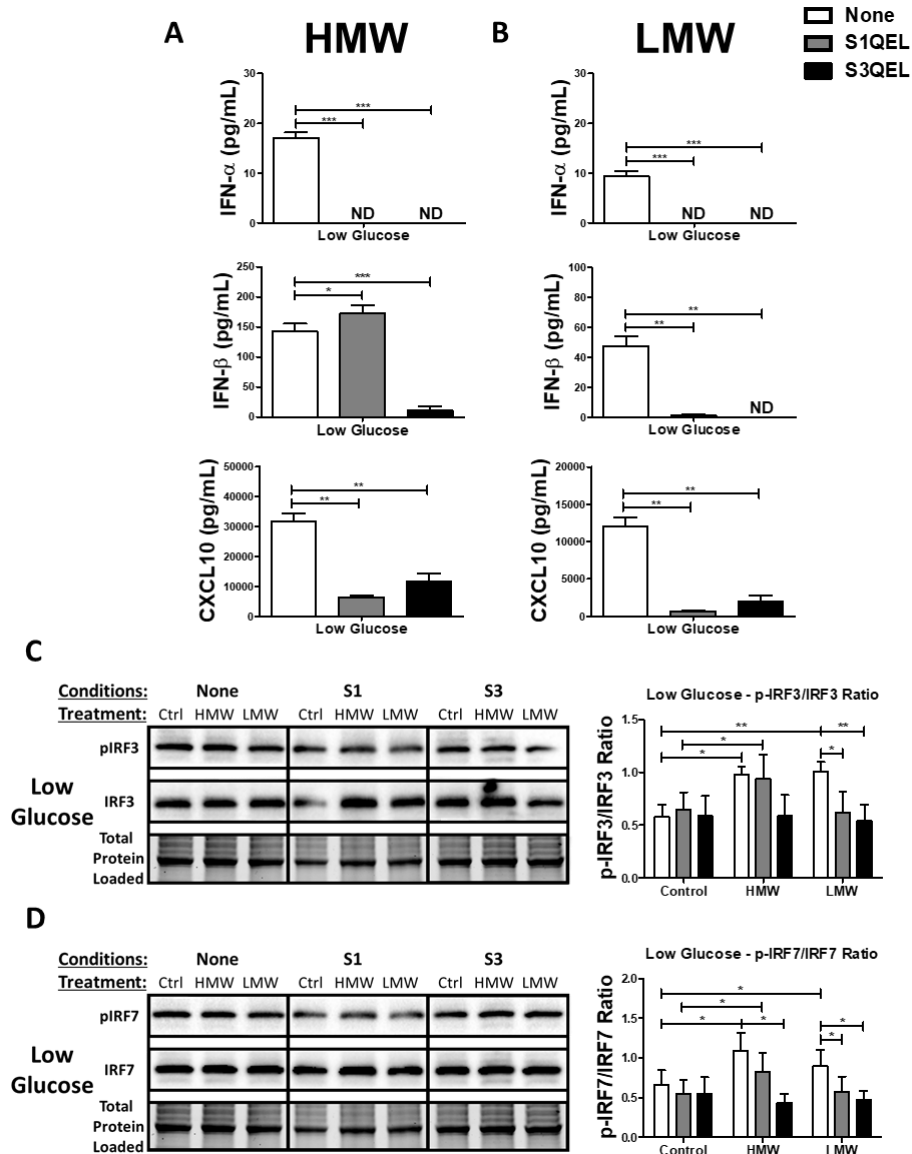 A HMW B LMW
None
S1QEL
S3QEL
IFN-α (pg/mL)
30
20
10
0
***
***
ND ND
Low Glucose
IFN-α (pg/mL)
30
20
10
0
***
***
ND ND
Low Glucose
IFN-β (pg/mL)
250
200
150
100
50
0
***
*
Low Glucose
IFN-β (pg/mL)
80
60
40
20
0
**
**
ND
Low Glucose
CXCL10 (pg/mL)
50000
40000
30000
20000
10000
0
**
**
Low Glucose
CXCL10 (pg/mL)
20000
15000
10000
5000
0
**
**
Low Glucose
C
Conditions: None S1 S3
Treatment: Ctrl HMW LMW Ctrl HMW LMW Ctrl HMW LMW
pIRF3
Low
Glucose
IRF3
Total
Protein
Loaded
Low Glucose - p-IRF3/IRF3 Ratio
p-IRF3/IRF3 Ratio
1.5
1.0
0.5
0.0
** **
* *
*
Control HMW LMW
D
Conditions: None S1 S3
Treatment: Ctrl HMW LMW Ctrl HMW LMW Ctrl HMW LMW
pIRF7
Low
Glucose
IRF7
Total
Protein
Loaded
Low Glucose - p-IRF7/IRF7 Ratio
p-IRF7/IRF7 Ratio
2.0
1.5
1.0
0.5
0.0
*
*
* * *
*
Control HMW LMW